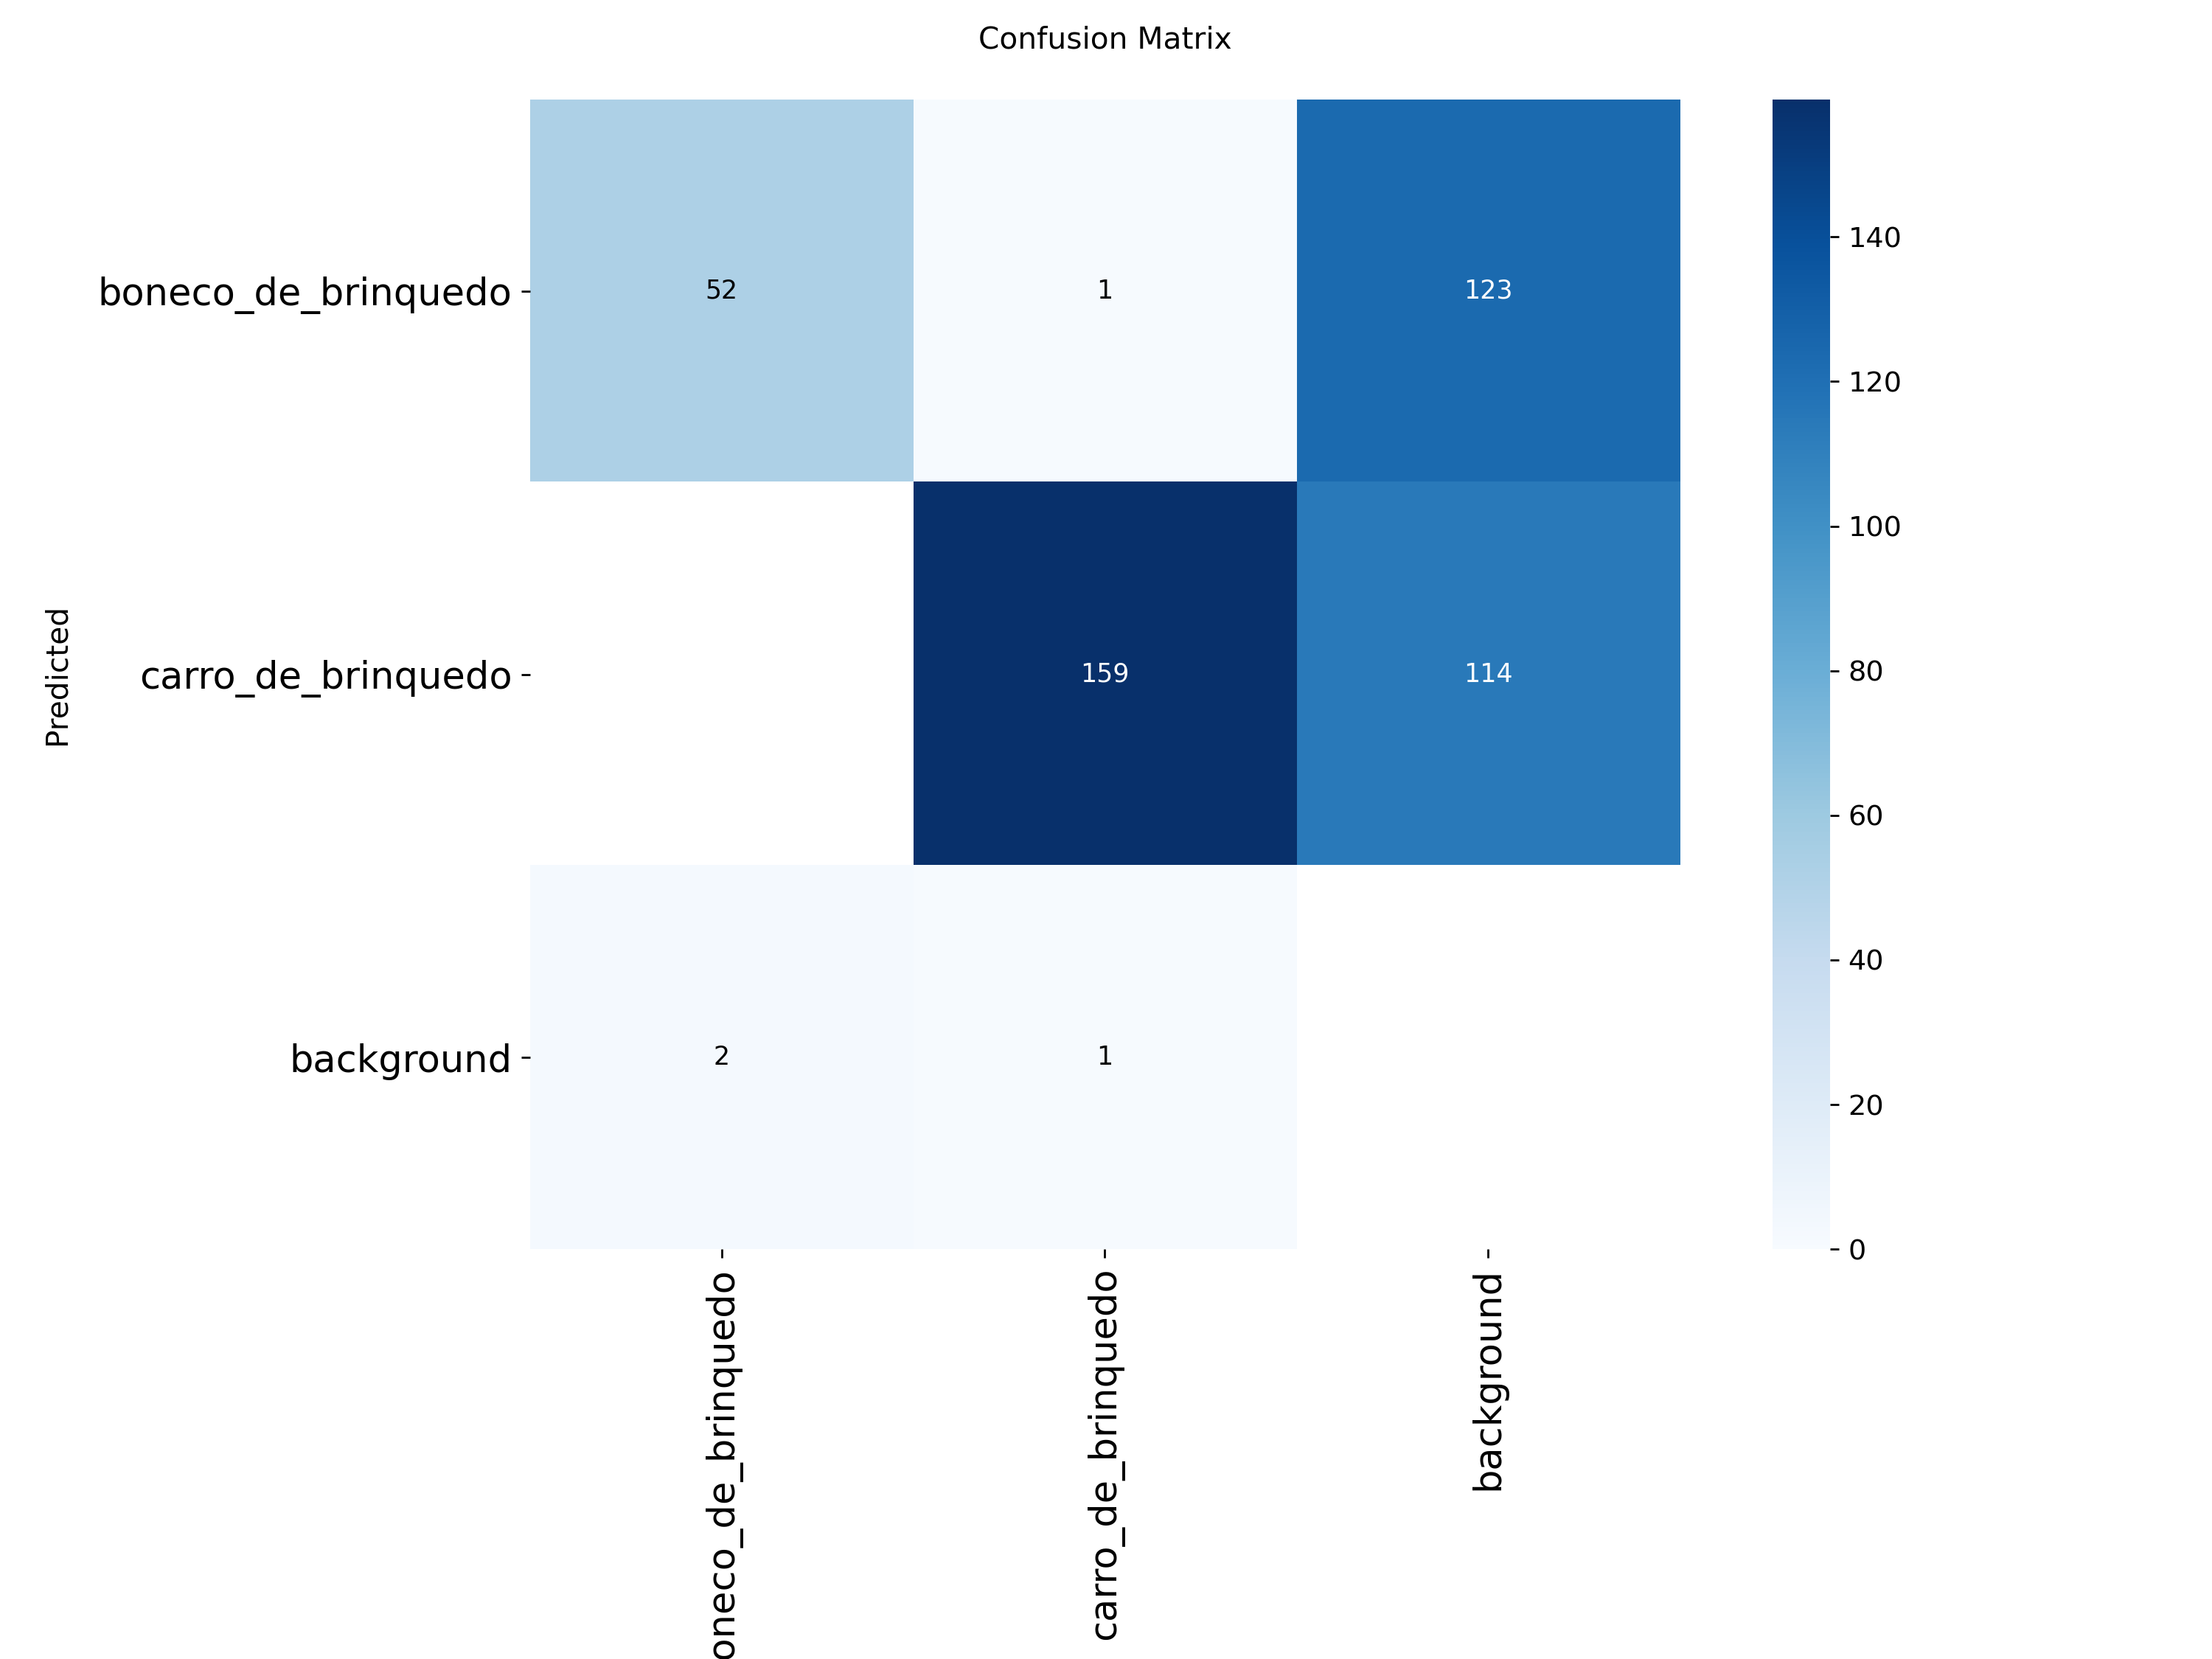 Confusion Matrix
Predicted
boneco_de_brinquedo
52
1
123
carro_de_brinquedo
159
114
background
2
1
oneco_de_brinquedo
carro_de_brinquedo
background
140
120
100
80
60
40
20
0